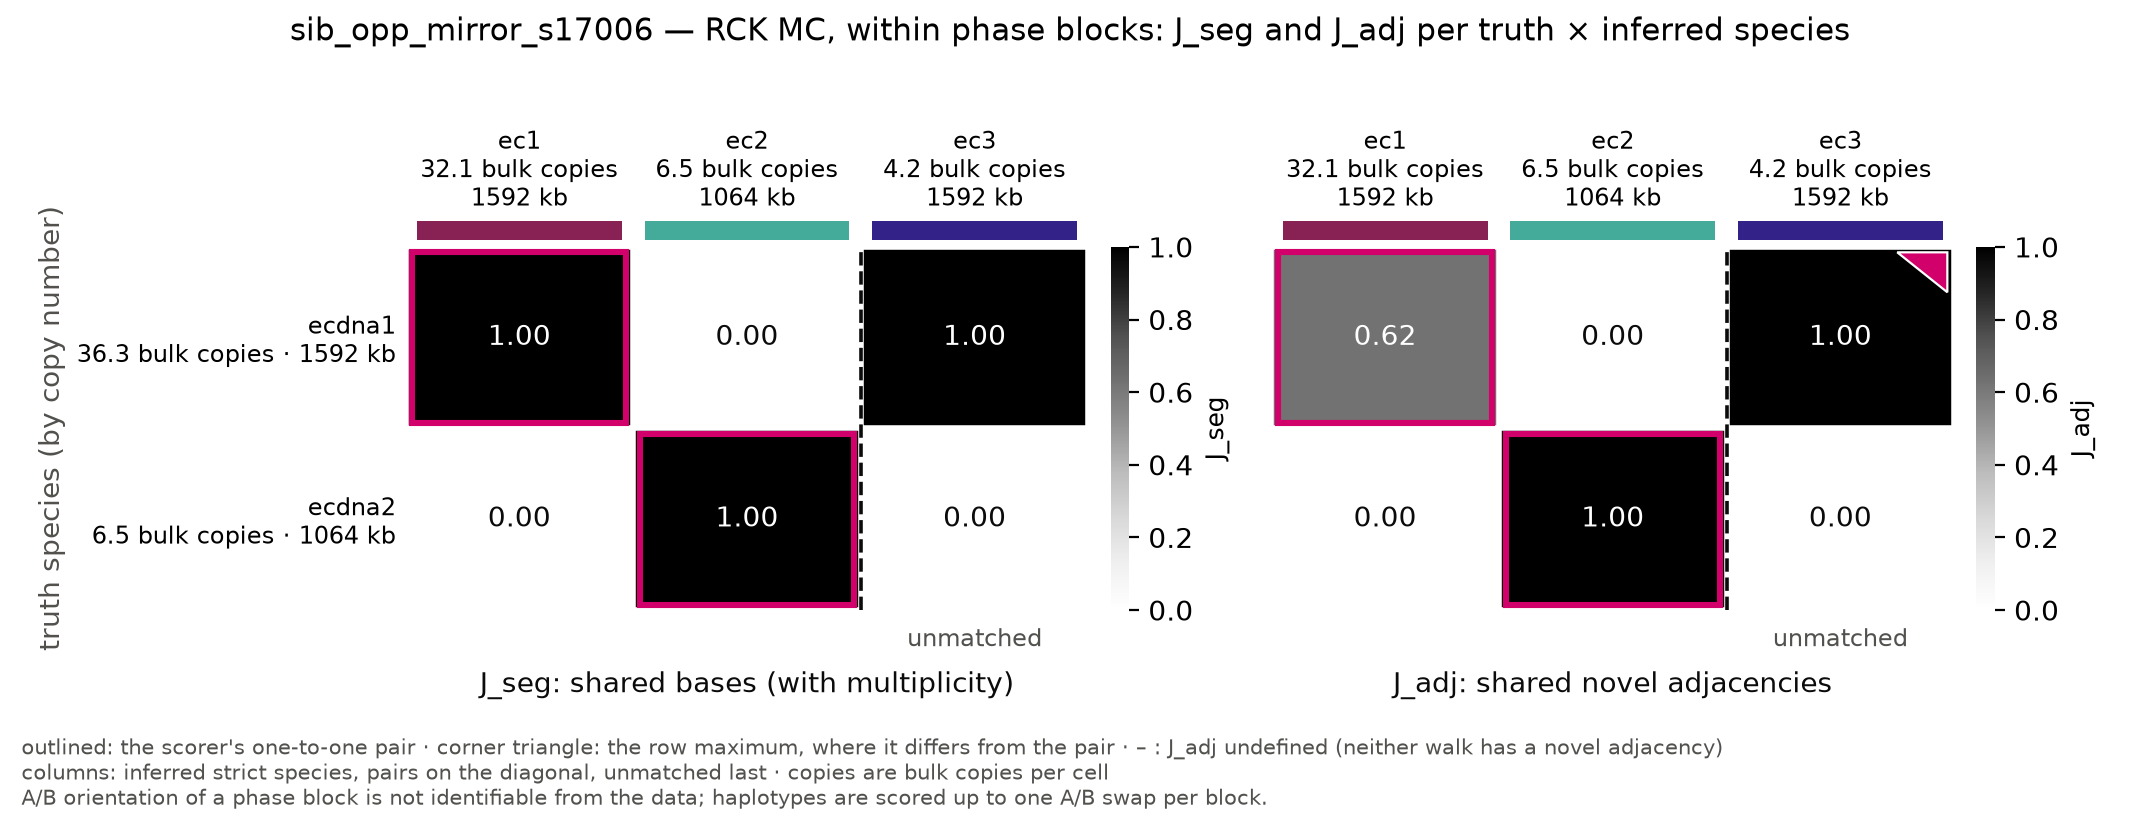 sib_opp_mirror_s17006 — RCK MC, within phase blocks: J_seg and J_adj per truth × inferred species
ec1
32.1 bulk copies
1592 kb
ec2
6.5 bulk copies
1064 kb
ec3
4.2 bulk copies
1592 kb
truth species (by copy number)
ecdna1
36.3 bulk copies · 1592 kb
1.00
0.00
1.00
ecdna2
6.5 bulk copies · 1064 kb
0.00
1.00
0.00
unmatched
J_seg: shared bases (with multiplicity)
1.0
0.8
0.6
0.4
0.2
0.0
J_seg
ec1
32.1 bulk copies
1592 kb
ec2
6.5 bulk copies
1064 kb
ec3
4.2 bulk copies
1592 kb
0.62
0.00
1.00
0.00
1.00
0.00
unmatched
J_adj: shared novel adjacencies
1.0
0.8
0.6
0.4
0.2
0.0
J_adj
outlined: the scorer's one-to-one pair · corner triangle: the row maximum, where it differs from the pair · – : J_adj undefined (neither walk has a novel adjacency)
columns: inferred strict species, pairs on the diagonal, unmatched last · copies are bulk copies per cell
A/B orientation of a phase block is not identifiable from the data; haplotypes are scored up to one A/B swap per block.